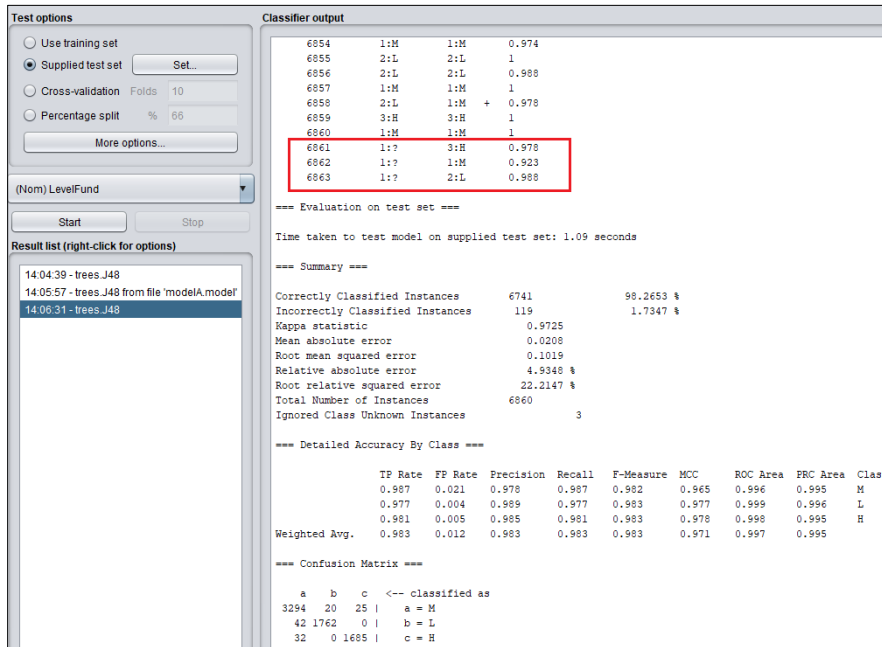 Test options
Use training set
Supplied test set Set...
Cross-validation Folds 10
Percentage split % 66
More options...
(Nom) LevelFund
Start Stop
Result list (right-click for options)
14:04:39 - trees.J48
14:05:57 - trees.J48 from file 'modelA.model'
14:06:31 - trees.J48
Classifier output
6854 1:M 1:M 0.974
6855 2:L 2:L 1
6856 2:L 2:L 0.988
6857 1:M 1:M 1
6858 2:L 1:M + 0.978
6859 3:H 3:H 1
6860 1:M 1:M 1
6861 1:? 3:H 0.978
6862 1:? 1:M 0.923
6863 1:? 2:L 0.988
=== Evaluation on test set ===
Time taken to test model on supplied test set: 1.09 seconds
=== Summary ===
Correctly Classified Instances 6741 98.2653 %
Incorrectly Classified Instances 119 1.7347 %
Kappa statistic 0.9725
Mean absolute error 0.0208
Root mean squared error 0.1019
Relative absolute error 4.9348 %
Root relative squared error 22.2147 %
Total Number of Instances 6860
Ignored Class Unknown Instances 3
=== Detailed Accuracy By Class ===
TP Rate FP Rate Precision Recall F-Measure MCC ROC Area PRC Area Clas
0.987 0.021 0.978 0.987 0.982 0.965 0.996 0.995 M
0.977 0.004 0.989 0.977 0.983 0.977 0.999 0.996 L
0.981 0.005 0.985 0.981 0.983 0.978 0.998 0.995 H
Weighted Avg. 0.983 0.012 0.983 0.983 0.983 0.971 0.997 0.995
=== Confusion Matrix ===
a b c <-- classified as
3294 20 25 | a = M
42 1762 0 | b = L
32 0 1685 | c = H